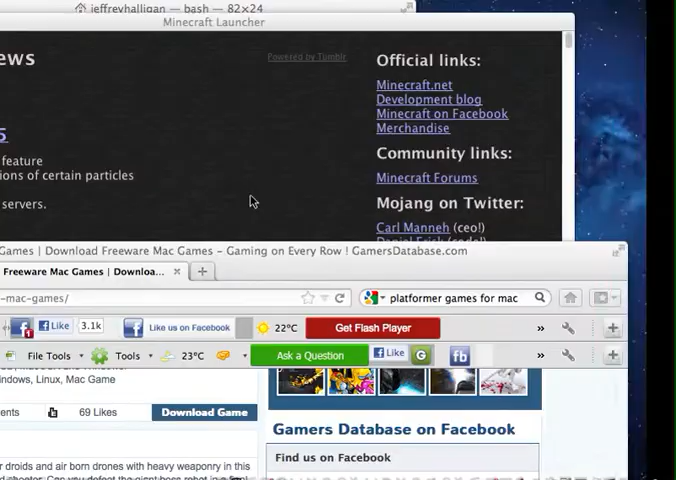 jeffreyhalligan — bash — 82×24
Minecraft Launcher
ews
Powered by Tumblr
Official links:
Minecraft.net
Development blog
Minecraft on Facebook
Merchandise
5
feature
ions of certain particles
servers.
Community links:
Minecraft Forums
Mojang on Twitter:
Carl Manneh (ceo!)
Daniel Frisk (code!)
Games | Download Freeware Mac Games – Gaming on Every Row ! GamersDatabase.com
Freeware Mac Games | Downloa...
-mac-games/
platformer games for mac
1
Like
3.1k
Like us on Facebook
22°C
Get Flash Player
»
File Tools
Tools
23°C
Ask a Question
Like
G
fb
»
indows, Linux, Mac Game
ents
69 Likes
Download Game
Gamers Database on Facebook
Find us on Facebook
r droids and air born drones with heavy weaponry in this